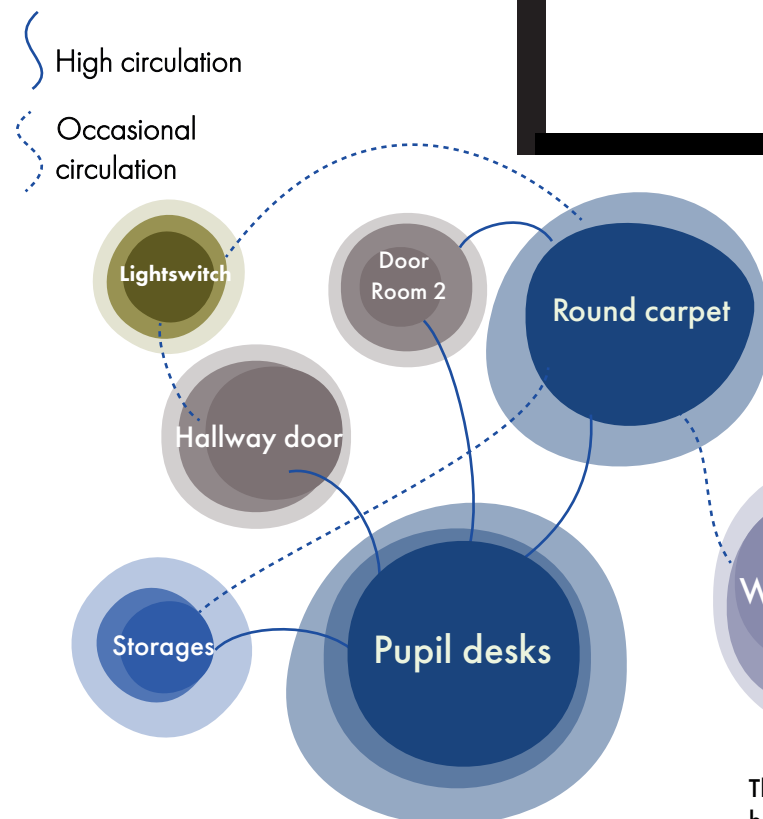 High circulation
Occasional
circulation
Lightswitch
Door
Room 2
Round carpet
Hallway door
Storages
Pupil desks